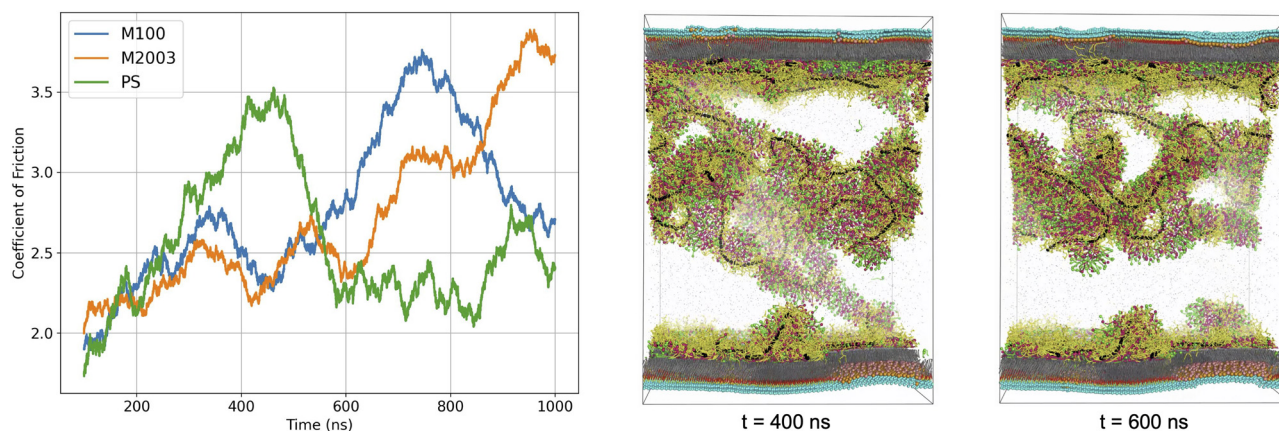 M100
M2003
PS
Coefficient of Friction
3.5
3.0
2.5
2.0
200
400
600
800
1000
Time (ns)
t = 400 ns
t = 600 ns